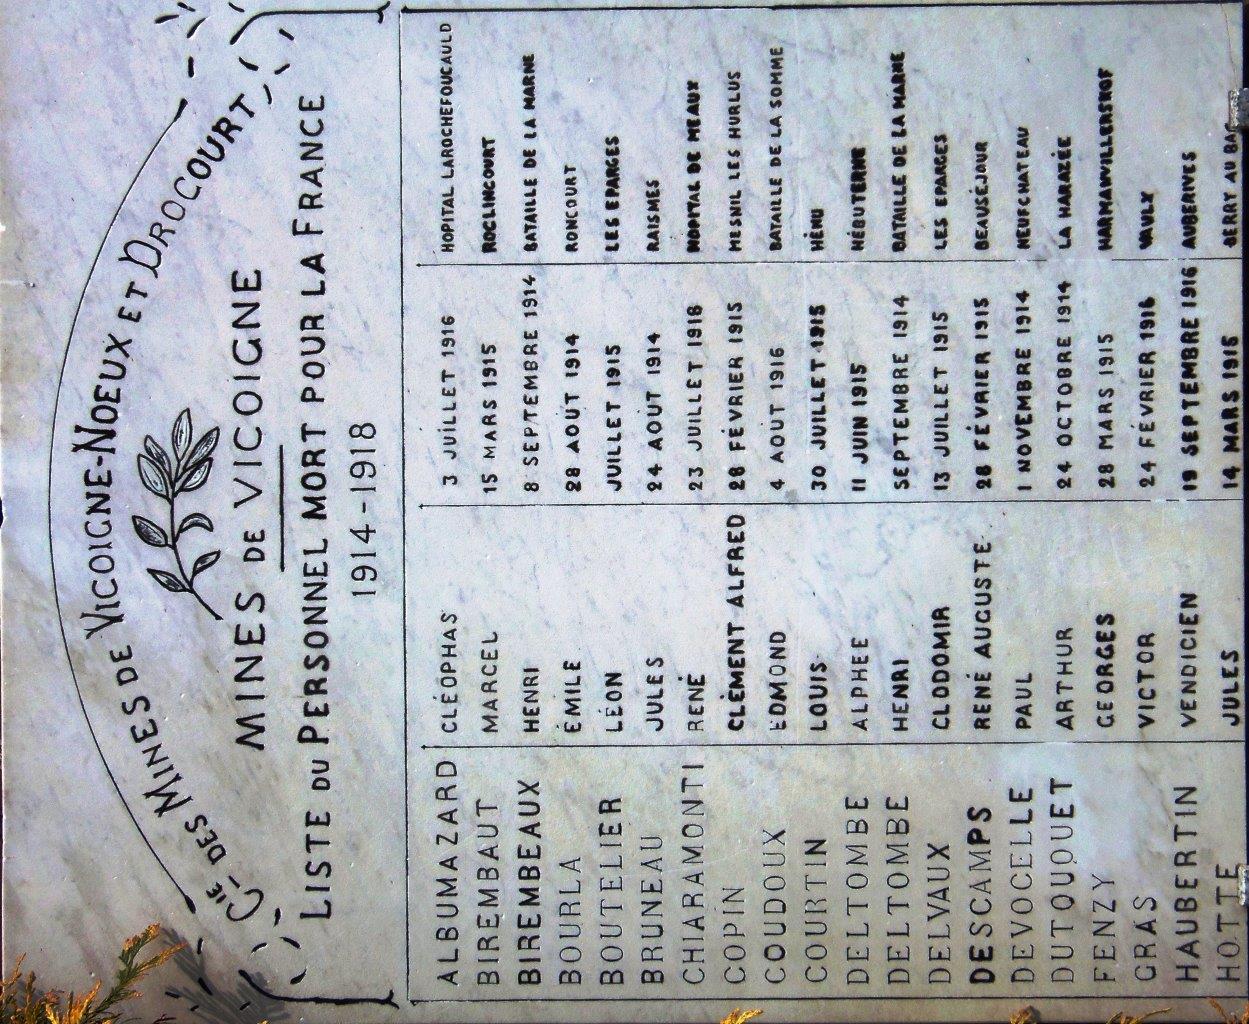 Cie DES MINES DE VICOIGNE-NOEUX ET DROCOURT
MINES DE VICOIGNE
LISTE DU PERSONNEL MORT POUR LA FRANCE
1914-1918
ALBUMAZARD CLÉOPHAS 3 JUILLET 1916 HOPITAL LAROCHEFOUCAULD
BIREMBAUT MARCEL 15 MARS 1915 ROCLINCOURT
BIREMBEAUX HENRI 8 SEPTEMBRE 1914 BATAILLE DE LA MARNE
BOURLA ÉMILE 28 AOUT 1914 RONCOURT
BOUTELIER LÉON JUILLET 1915 LES EPARGES
BRUNEAU JULES 24 AOUT 1914 RAISMES
CHIARAMONTI RENÉ 23 JUILLET 1918 HOPITAL DE MEAUX
COPIN CLÉMENT ALFRED 28 FÉVRIER 1915 MESNIL LES HURLUS
COUDOUX EDMOND 4 AOUT 1916 BATAILLE DE LA SOMME
COURTIN LOUIS 30 JUILLET 1915 HÉNU
DELTOMBE ALPHEE 11 JUIN 1915 HÉBUTERNE
DELTOMBE HENRI SEPTEMBRE 1914 BATAILLE DE LA MARNE
DELVAUX CLODOMIR 13 JUILLET 1915 LES EPARGES
DESCAMPS RENÉ AUGUSTE 28 FÉVRIER 1915 BEAUSÉJOUR
DEVOCELLE PAUL 1 NOVEMBRE 1914 NEUFCHATEAU
DUTOUQUET ARTHUR 24 OCTOBRE 1914 LA HARAZÉE
FENZY GEORGES 28 MARS 1915
GRAS VICTOR 24 FÉVRIER 1916 VAULX
HAUBERTIN VENDICIEN 19 SEPTEMBRE 1916 AUBERIVES
HOTTE JULES 14 MARS 1915 BERRY AU BAC